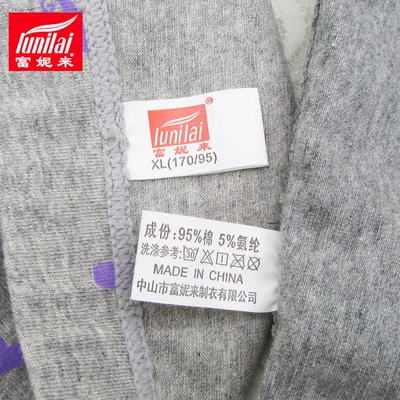 funilai
富妮来
funilai®
富妮来
XL(170/95)
成份:95%棉 5%氨纶
洗涤参考:30
MADE IN CHINA
中山市富妮来制衣有限公司